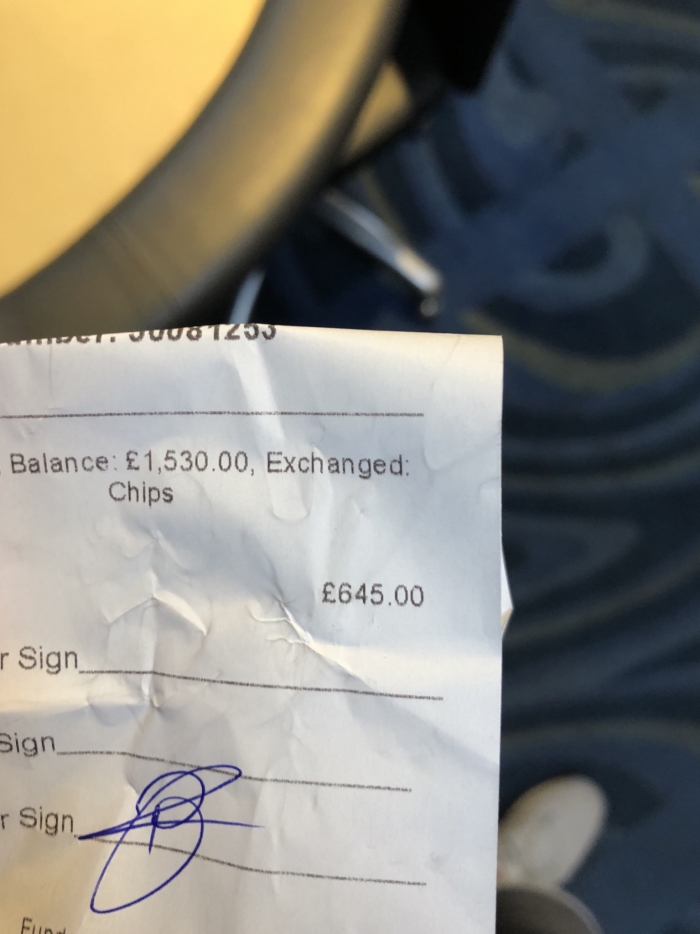 Balance: £1,530.00, Exchanged:
Chips
£645.00
r Sign
Sign
r Sign